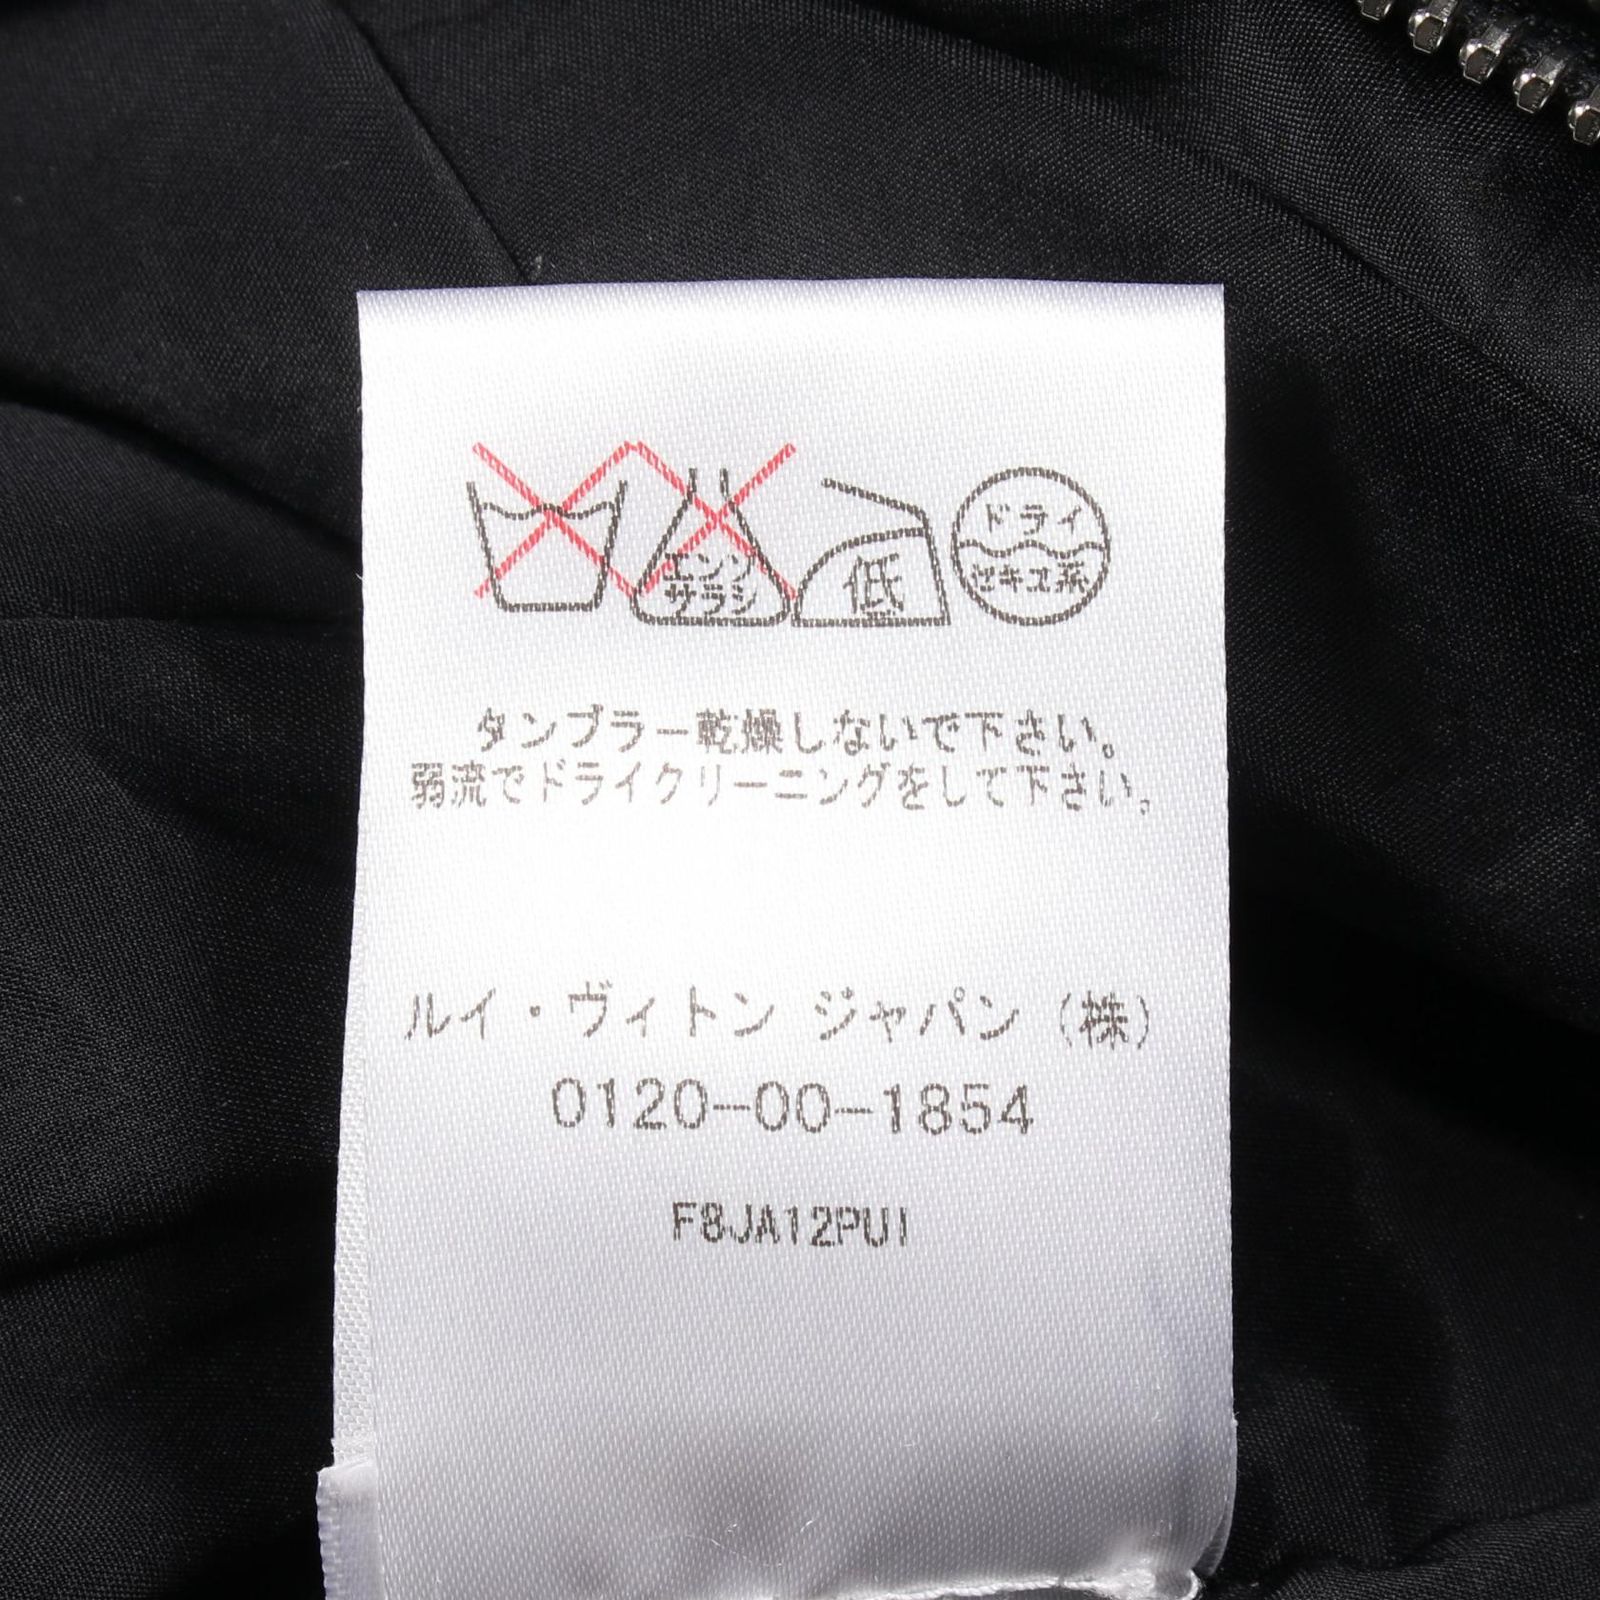 エンソ
サラシ
低
ドライ
セキユ系
タンブラー乾燥しないで下さい。
弱流でドライクリーニングをして下さい。
ルイ・ヴィトン ジャパン (株)
0120-00-1854
F8JA12PUI